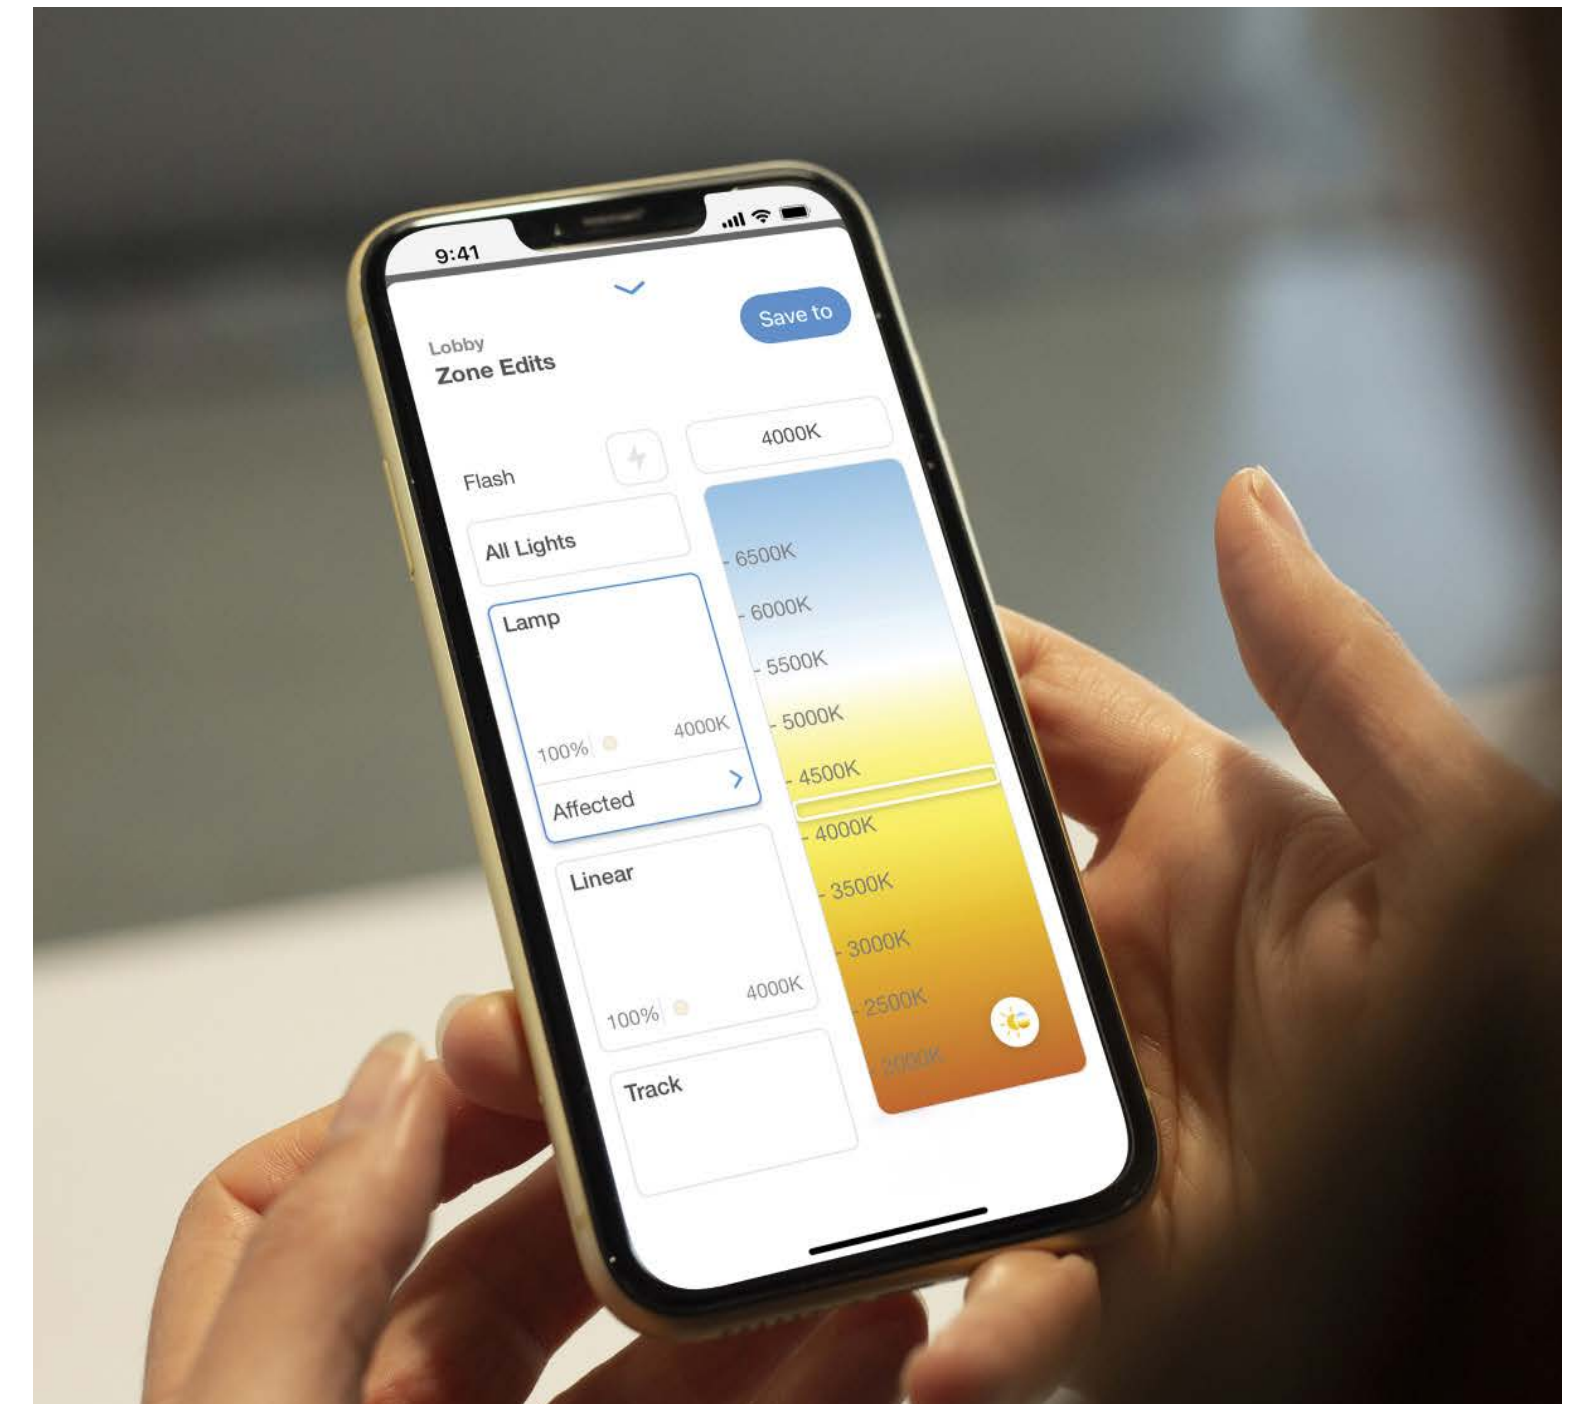 9:41
Lobby
Zone Edits
Save to
Flash
4000K
All Lights
Lamp
100%
4000K
Affected
Linear
100%
4000K
Track
- 6500K
- 6000K
- 5500K
- 5000K
- 4500K
- 4000K
- 3500K
- 3000K
- 2500K
- 2000K